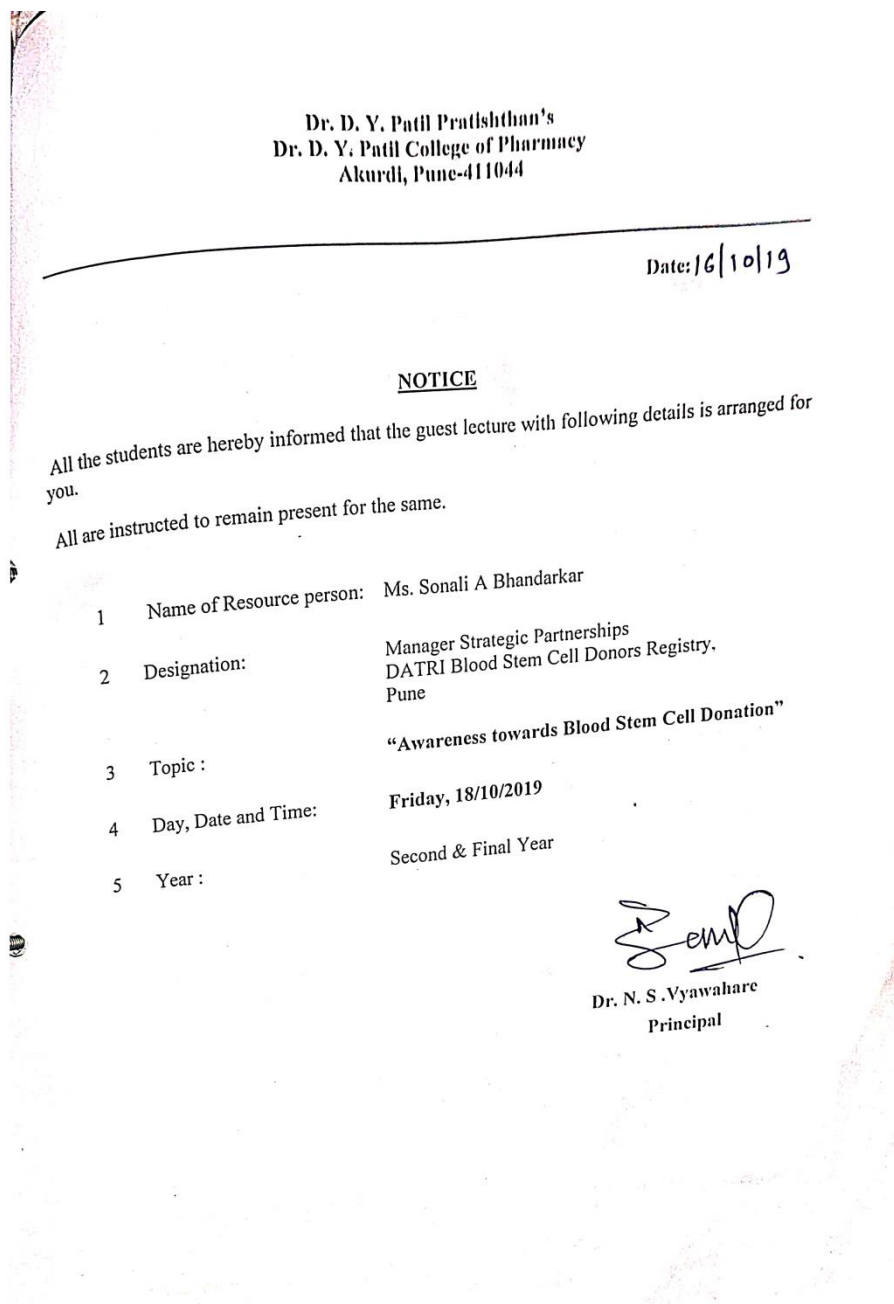 Dr. D. Y. Patil Pratishthan's
Dr. D. Y. Patil College of Pharmacy
Akurdi, Pune-411044
Date: 16/10/19
NOTICE
All the students are hereby informed that the guest lecture with following details is arranged for
you.
All are instructed to remain present for the same.
1 Name of Resource person: Ms. Sonali A Bhandarkar
2 Designation: Manager Strategic Partnerships
DATRI Blood Stem Cell Donors Registry,
Pune
3 Topic : “Awareness towards Blood Stem Cell Donation”
4 Day, Date and Time: Friday, 18/10/2019
5 Year : Second & Final Year
Dr. N. S .Vyawahare
Principal